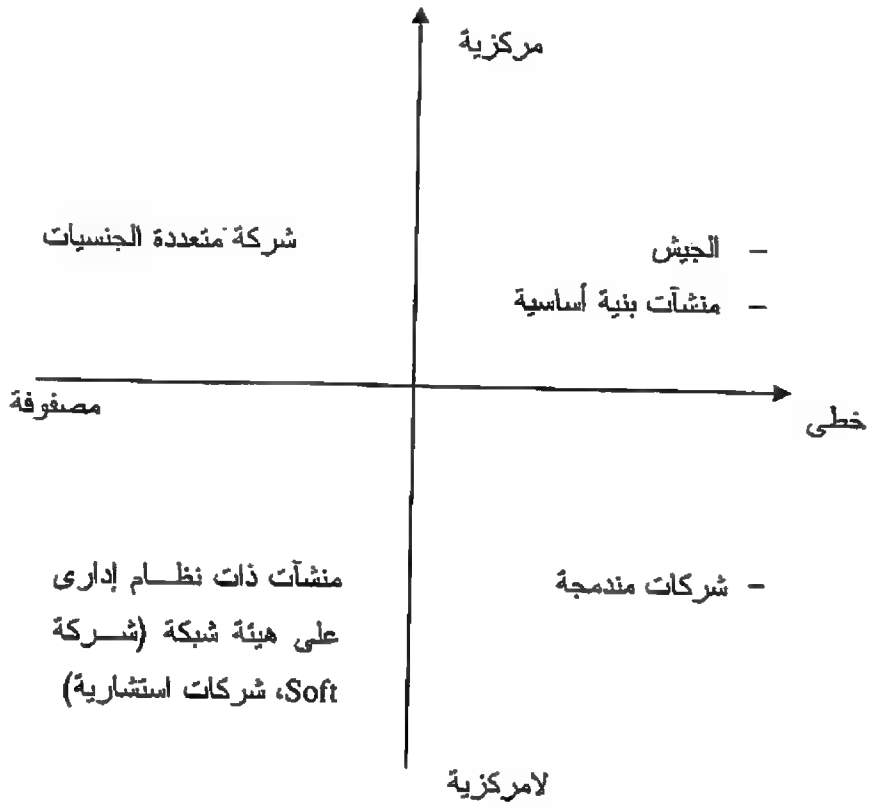 مركزية
– الجيش
– منشآت بنية أساسية
شركة متعددة الجنسيات
خطى
مصفوفة
– شركات مندمجة
منشآت ذات نظام إدارى
على هيئة شبكة (شركة
Soft، شركات استشارية)
لامركزية